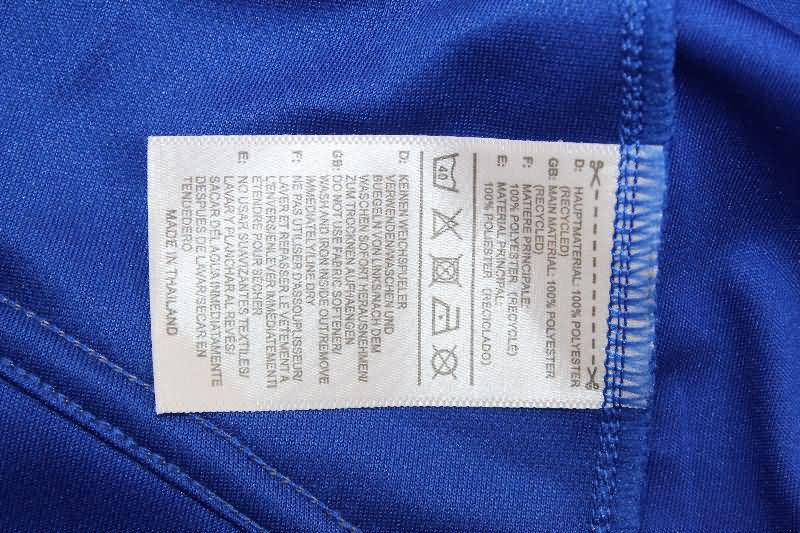 D: HAUPTMATERIAL: 100% POLYESTER
(RECYCLED)
GB: MAIN MATERIAL: 100% POLYESTER
(RECYCLED)
F: MATIERE PRINCIPALE:
100% POLYESTER (RECYCLÉ)
E: MATERIAL PRINCIPAL:
100% POLIÉSTER (RECICLADO)
40
D: KEINEN WEICHSPUELER
VERWENDEN/WASCHEN UND
BUEGELN VON LINKS/NACH DEM
WASCHEN SOFORT HERAUSNEHMEN/
ZUM TROCKNEN AUFHAENGEN
GB: DO NOT USE FABRIC SOFTENER/
WASH AND IRON INSIDE OUT/REMOVE
IMMEDIATELY/LINE DRY
F: NE PAS UTILISER D'ASSOUPLISSEUR/
LAVER ET REPASSER LE VETEMENT A
L'ENVERS/ENLEVER IMMEDIATEMENT/
ETENDRE POUR SECHER
E: NO USAR SUAVIZANTES TEXTILES/
LAVAR Y PLANCHAR AL REVÉS/
SACAR DEL AGUA INMEDIATAMENTE
DESPUES DE LAVAR/SECAR EN
TENDEDERO
MADE IN THAILAND